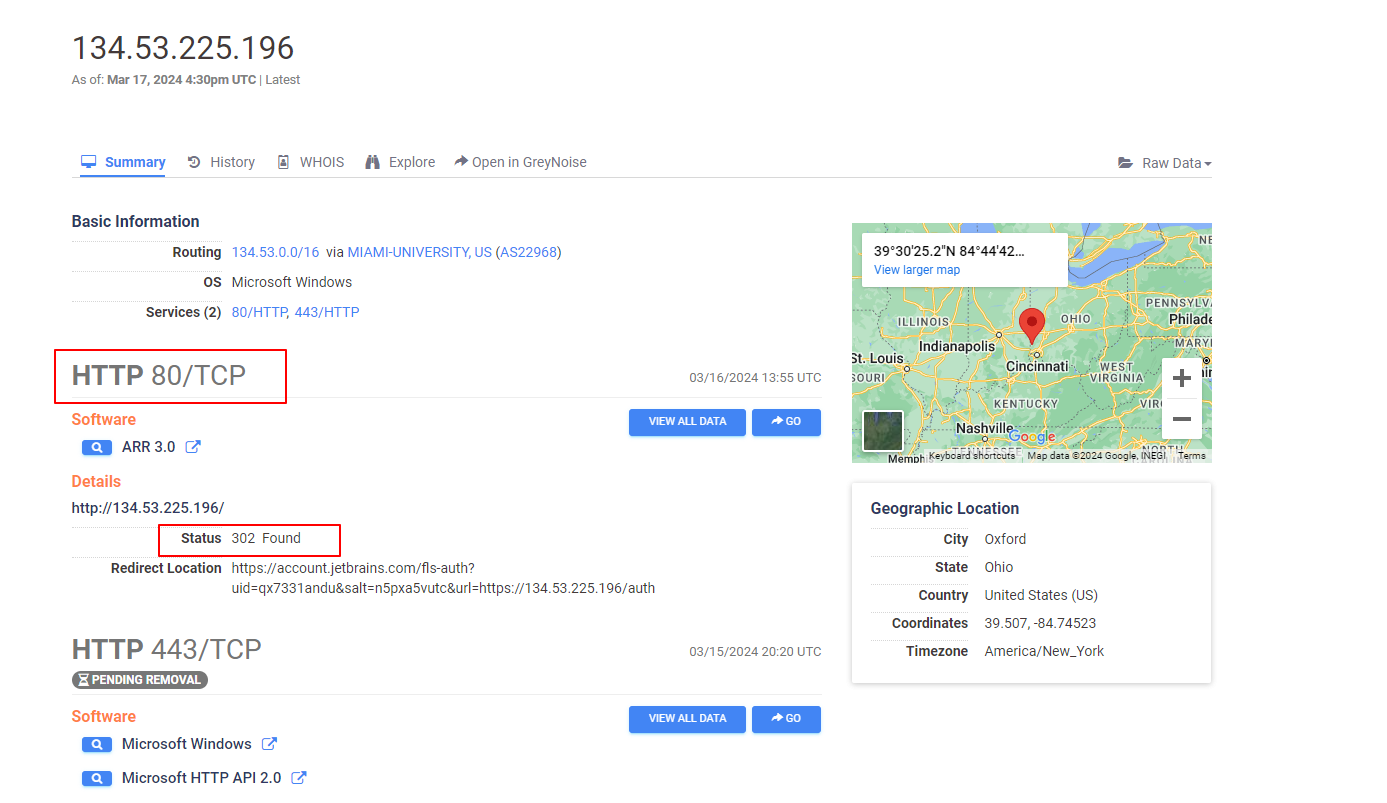 134.53.225.196
As of: Mar 17, 2024 4:30pm UTC | Latest
Summary History WHOIS Explore Open in GreyNoise Raw Data
Basic Information
Routing 134.53.0.0/16 via MIAMI-UNIVERSITY, US (AS22968)
OS Microsoft Windows
Services (2) 80/HTTP, 443/HTTP
HTTP 80/TCP
03/16/2024 13:55 UTC
Software
VIEW ALL DATA GO
ARR 3.0
Details
http://134.53.225.196/
Status 302 Found
Redirect Location https://account.jetbrains.com/fls-auth?
uid=qx7331andu&salt=n5pxa5vutc&url=https://134.53.225.196/auth
HTTP 443/TCP
03/15/2024 20:20 UTC
PENDING REMOVAL
Software
VIEW ALL DATA GO
Microsoft Windows
Microsoft HTTP API 2.0
39°30'25.2"N 84°44'42...
View larger map
NE
PENNSYLVA
ILLINOIS
OHIO
Philade
Indianapolis
MARY
St. Louis
Cincinnati
WEST
VIRGINIA
SOURI
KENTUCKY
VIRG
Nashville
Google
TENNESSEE
NORTH
CAROLINA
Memphi
Keyboard shortcuts Map data ©2024 Google, INEGI Terms
Geographic Location
City Oxford
State Ohio
Country United States (US)
Coordinates 39.507, -84.74523
Timezone America/New_York